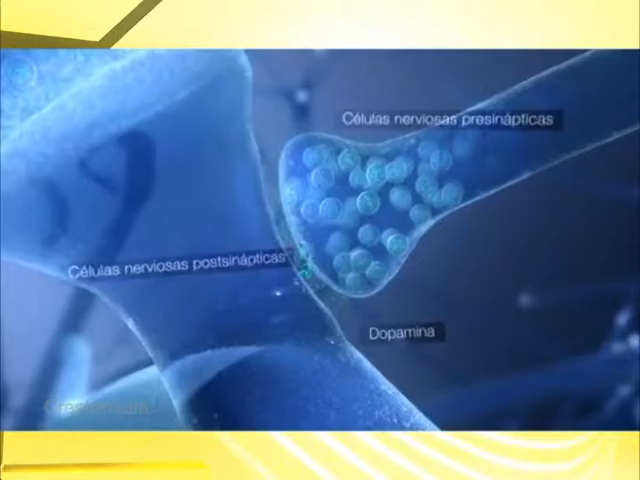 Células nerviosas presinápticas
Células nerviosas postsinápticas
Dopamina